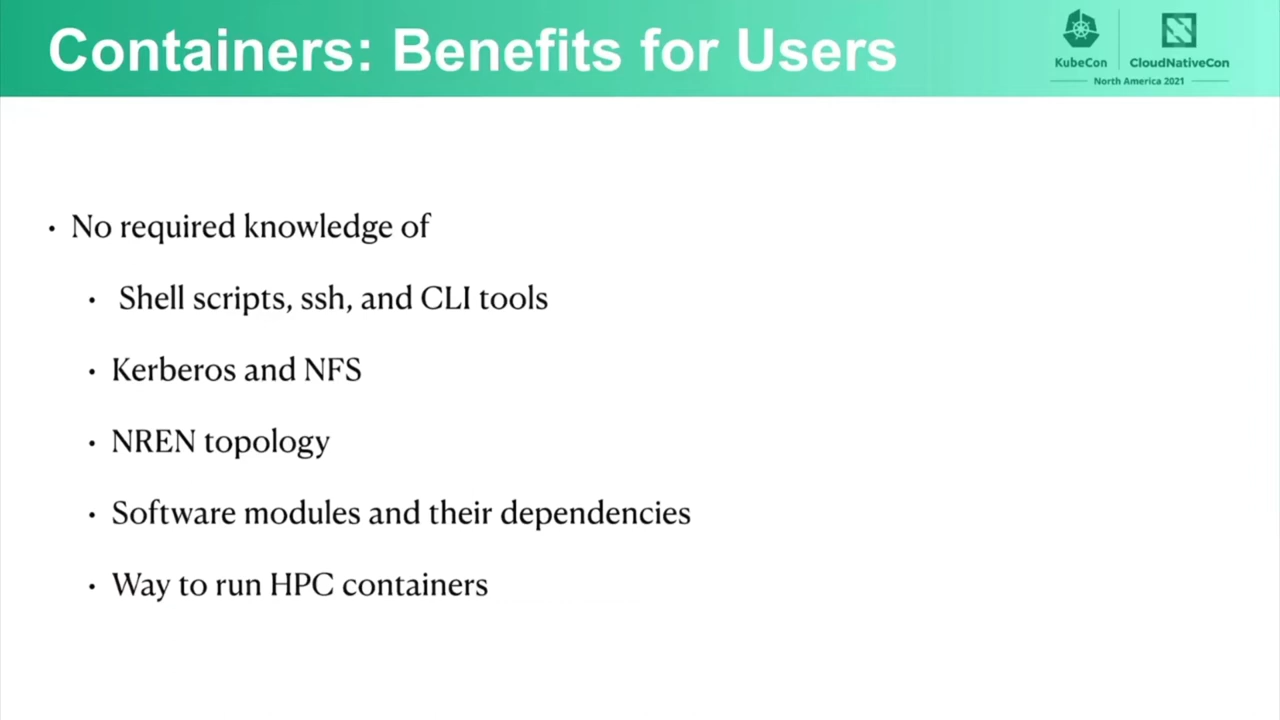 Containers: Benefits for Users
KubeCon
CloudNativeCon
North America 2021
• No required knowledge of
• Shell scripts, ssh, and CLI tools
• Kerberos and NFS
• NREN topology
• Software modules and their dependencies
• Way to run HPC containers